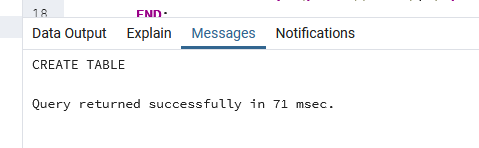 18 END;
Data Output Explain Messages Notifications
CREATE TABLE
Query returned successfully in 71 msec.